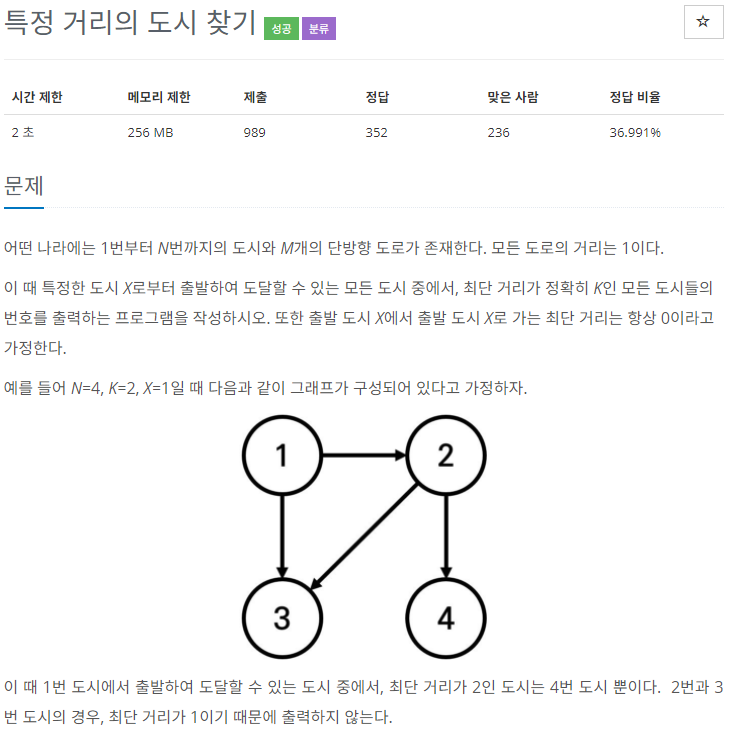 특정 거리의 도시 찾기 성공 분류
☆
시간 제한 메모리 제한 제출 정답 맞은 사람 정답 비율
2 초 256 MB 989 352 236 36.991%
문제
어떤 나라에는 1번부터 N번까지의 도시와 M개의 단방향 도로가 존재한다. 모든 도로의 거리는 1이다.
이 때 특정한 도시 X로부터 출발하여 도달할 수 있는 모든 도시 중에서, 최단 거리가 정확히 K인 모든 도시들의
번호를 출력하는 프로그램을 작성하시오. 또한 출발 도시 X에서 출발 도시 X로 가는 최단 거리는 항상 0이라고
가정한다.
예를 들어 N=4, K=2, X=1일 때 다음과 같이 그래프가 구성되어 있다고 가정하자.
1 2
3 4
이 때 1번 도시에서 출발하여 도달할 수 있는 도시 중에서, 최단 거리가 2인 도시는 4번 도시 뿐이다. 2번과 3
번 도시의 경우, 최단 거리가 1이기 때문에 출력하지 않는다.